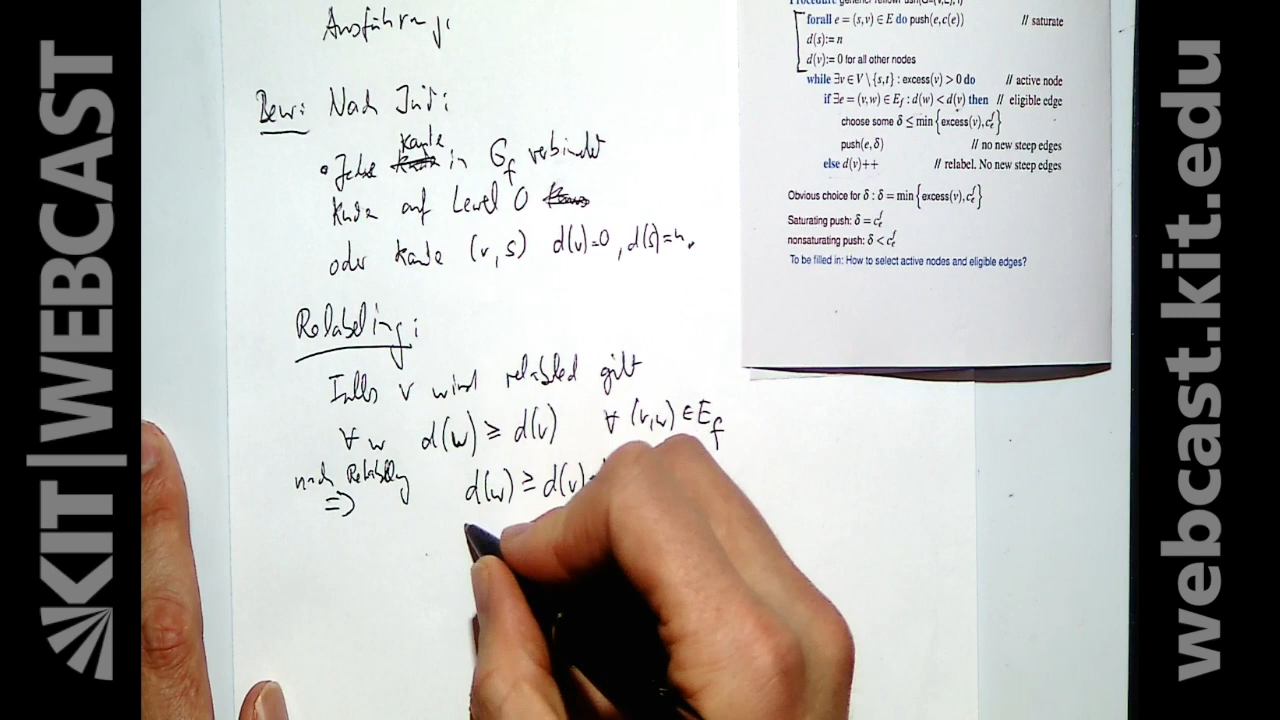 KIT|WEBCAST
Ausführung:
Bew: Nach Init:
• Jede Kante in G_f verbindet
Knoten auf Level 0
oder Kante (v,s) d(v)=0, d(s)=n.
Relabeling:
Falls v wird relabled gilt
∀ w d(w) ≥ d(v) ∀ (v,w) ∈ E_f
nach Relabling
⇒ d(w) ≥ d(v)-
forall e = (s,v) ∈ E do push(e,c(e)) // saturate
d(s):= n
d(v):= 0 for all other nodes
while ∃v ∈ V \ {s,t} : excess(v) > 0 do // active node
if ∃e = (v,w) ∈ E_f : d(w) < d(v) then // eligible edge
choose some δ ≤ min{excess(v), c_e^f}
push(e,δ) // no new steep edges
else d(v)++ // relabel. No new steep edges
Obvious choice for δ : δ = min{excess(v), c_e^f}
Saturating push: δ = c_e^f
nonsaturating push: δ < c_e^f
To be filled in: How to select active nodes and eligible edges?
webcast.kit.edu